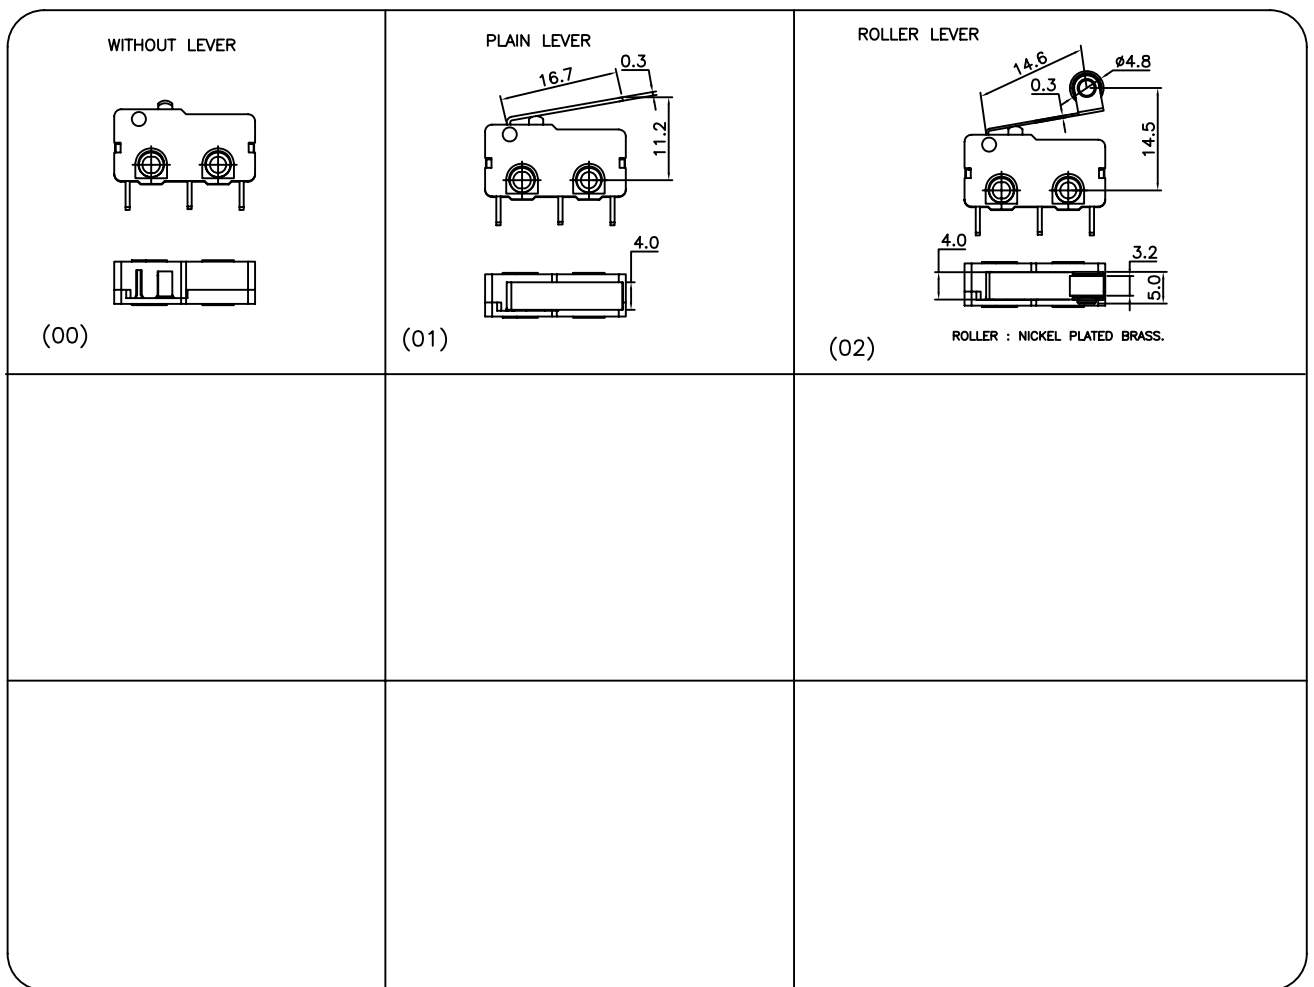 WITHOUT LEVER
(00)
PLAIN LEVER
16.7
0.3
11.2
4.0
(01)
ROLLER LEVER
14.6
ø4.8
0.3
14.5
4.0
3.2
5.0
ROLLER : NICKEL PLATED BRASS.
(02)